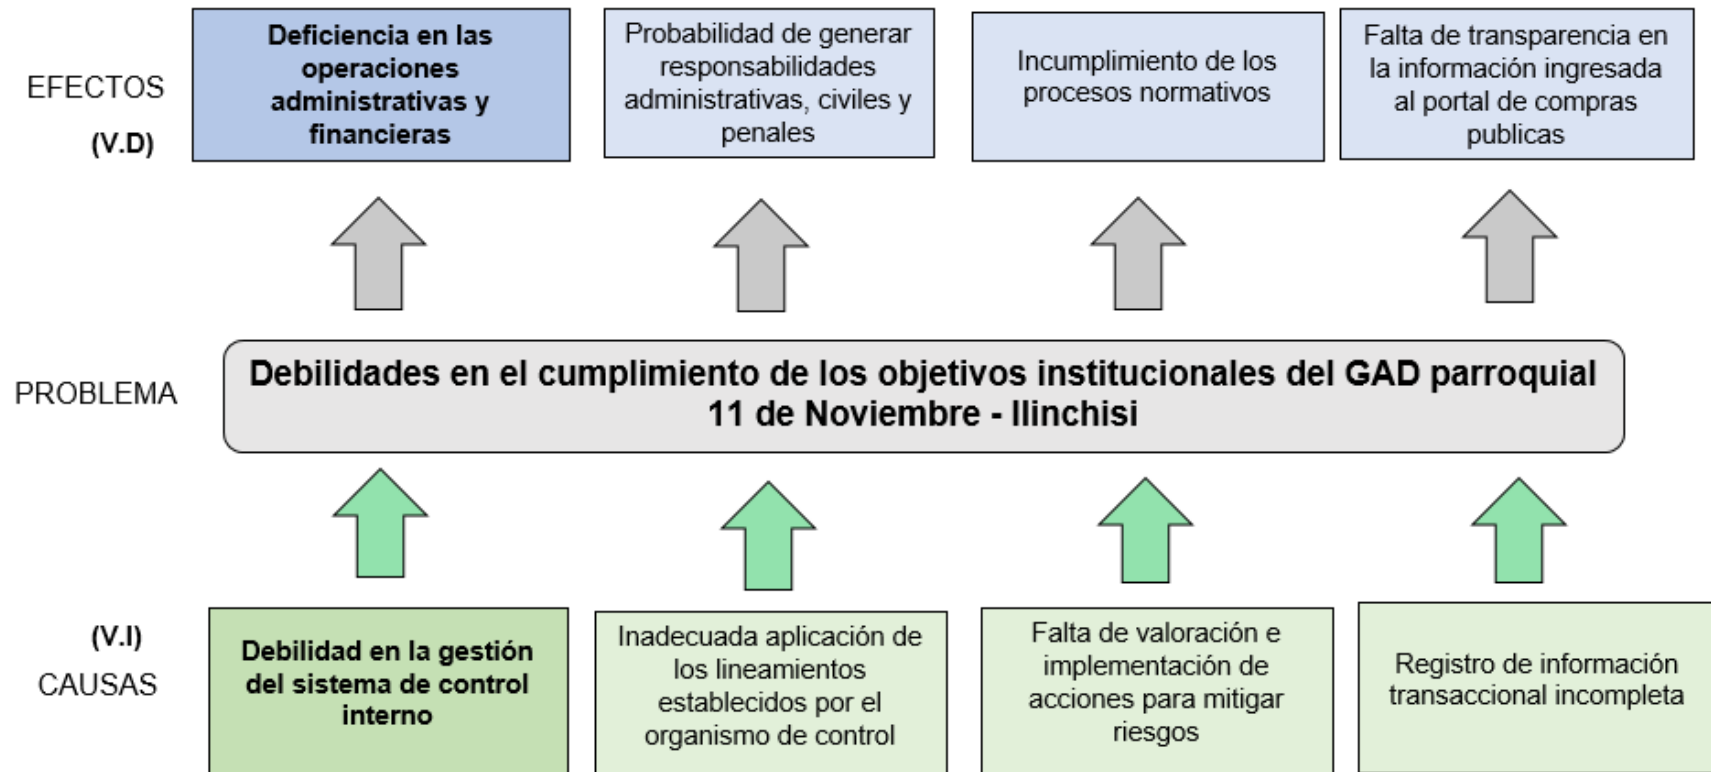 EFECTOS
(V.D)
Deficiencia en las
operaciones
administrativas y
financieras
Probabilidad de generar
responsabilidades
administrativas, civiles y
penales
Incumplimiento de los
procesos normativos
Falta de transparencia en
la información ingresada
al portal de compras
publicas
PROBLEMA
Debilidades en el cumplimiento de los objetivos institucionales del GAD parroquial
11 de Noviembre - Ilinchisi
(V.I)
CAUSAS
Debilidad en la gestión
del sistema de control
interno
Inadecuada aplicación de
los lineamientos
establecidos por el
organismo de control
Falta de valoración e
implementación de
acciones para mitigar
riesgos
Registro de información
transaccional incompleta